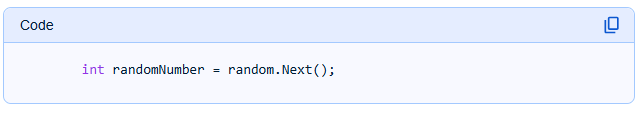 Code
int randomNumber = random.Next();